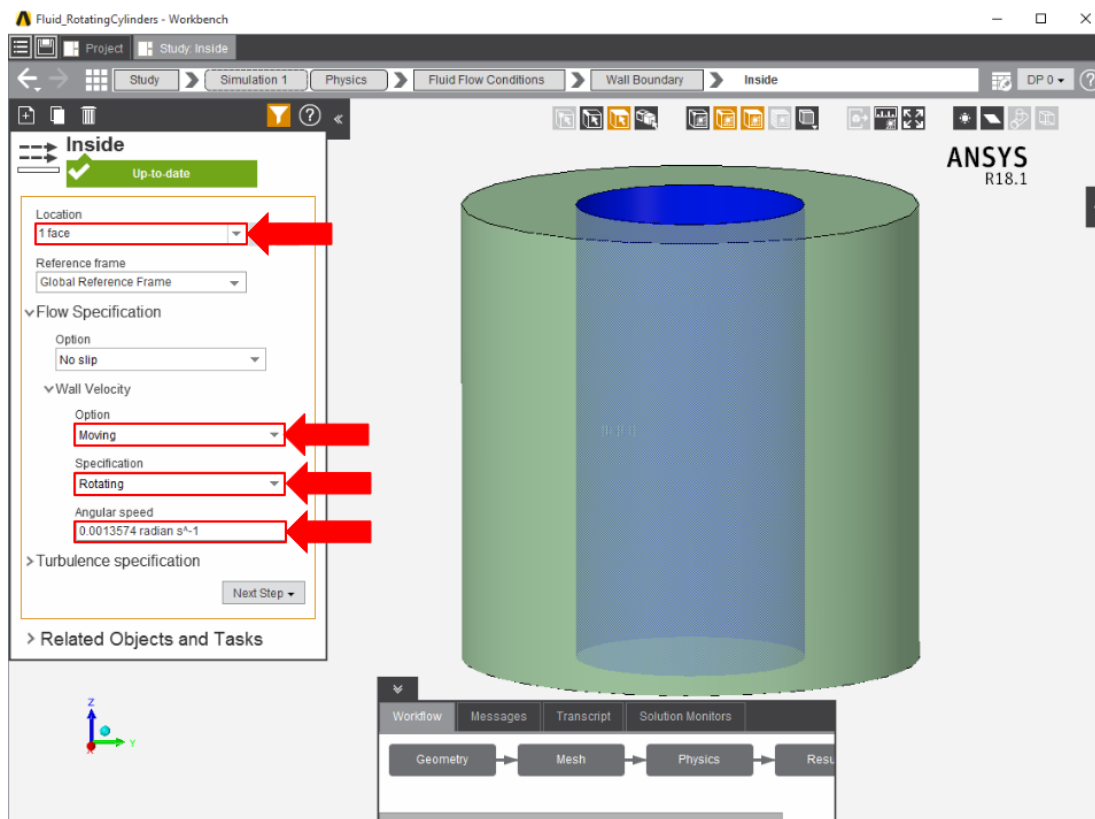 Fluid_RotatingCylinders - Workbench
Project
Study: Inside
Study
Simulation 1
Physics
Fluid Flow Conditions
Wall Boundary
Inside
DP 0
Inside
Up-to-date
Location
1 face
Reference frame
Global Reference Frame
Flow Specification
Option
No slip
Wall Velocity
Option
Moving
Specification
Rotating
Angular speed
0.0013574 radian s^-1
Turbulence specification
Next Step
Related Objects and Tasks
ANSYS
R18.1
Z
Y
X
Workflow
Messages
Transcript
Solution Monitors
Geometry
Mesh
Physics
Resu